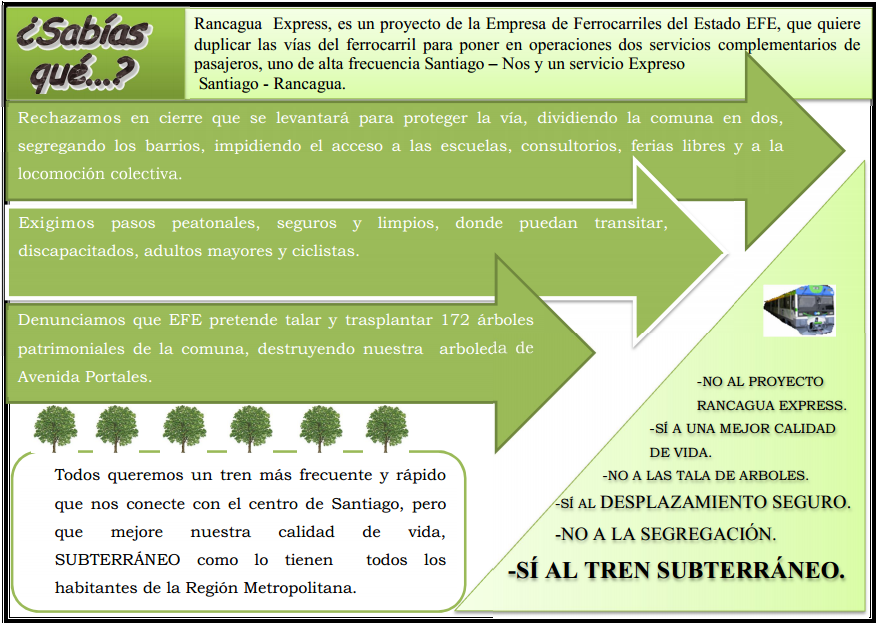 ¿Sabías
qué...?
Rancagua Express, es un proyecto de la Empresa de Ferrocarriles del Estado EFE, que quiere
duplicar las vías del ferrocarril para poner en operaciones dos servicios complementarios de
pasajeros, uno de alta frecuencia Santiago – Nos y un servicio Expreso
Santiago - Rancagua.
Rechazamos en cierre que se levantará para proteger la vía, dividiendo la comuna en dos,
segregando los barrios, impidiendo el acceso a las escuelas, consultorios, ferias libres y a la
locomoción colectiva.
Exigimos pasos peatonales, seguros y limpios, donde puedan transitar,
discapacitados, adultos mayores y ciclistas.
Denunciamos que EFE pretende talar y trasplantar 172 árboles
patrimoniales de la comuna, destruyendo nuestra arboleda de
Avenida Portales.
Todos queremos un tren más frecuente y rápido
que nos conecte con el centro de Santiago, pero
que mejore nuestra calidad de vida,
SUBTERRÁNEO como lo tienen todos los
habitantes de la Región Metropolitana.
-NO AL PROYECTO
RANCAGUA EXPRESS.
-SÍ A UNA MEJOR CALIDAD
DE VIDA.
-NO A LAS TALA DE ARBOLES.
-SÍ AL DESPLAZAMIENTO SEGURO.
-NO A LA SEGREGACIÓN.
-SÍ AL TREN SUBTERRÁNEO.